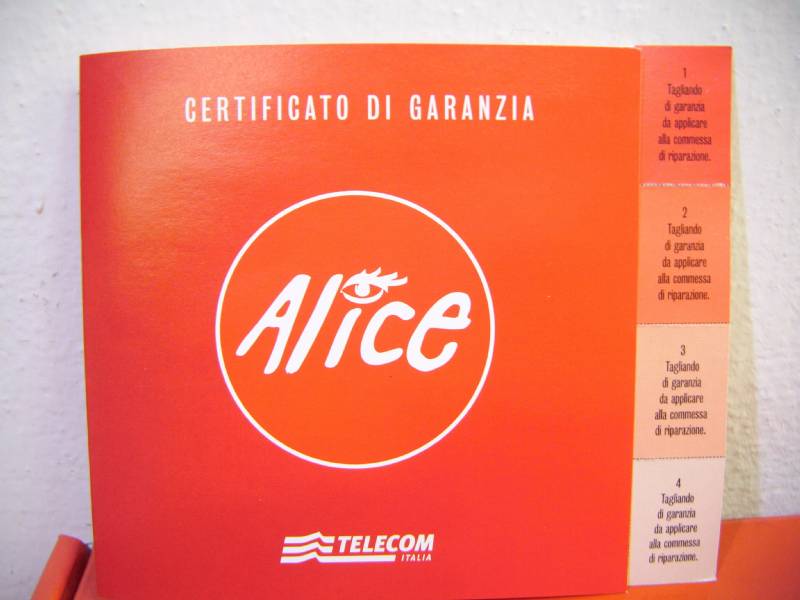 CERTIFICATO DI GARANZIA
Alice
TELECOM
ITALIA
1
Tagliando
di garanzia
da applicare
alla commessa
di riparazione.
2
Tagliando
di garanzia
da applicare
alla commessa
di riparazione.
3
Tagliando
di garanzia
da applicare
alla commessa
di riparazione.
4
Tagliando
di garanzia
da applicare
alla commessa
di riparazione.